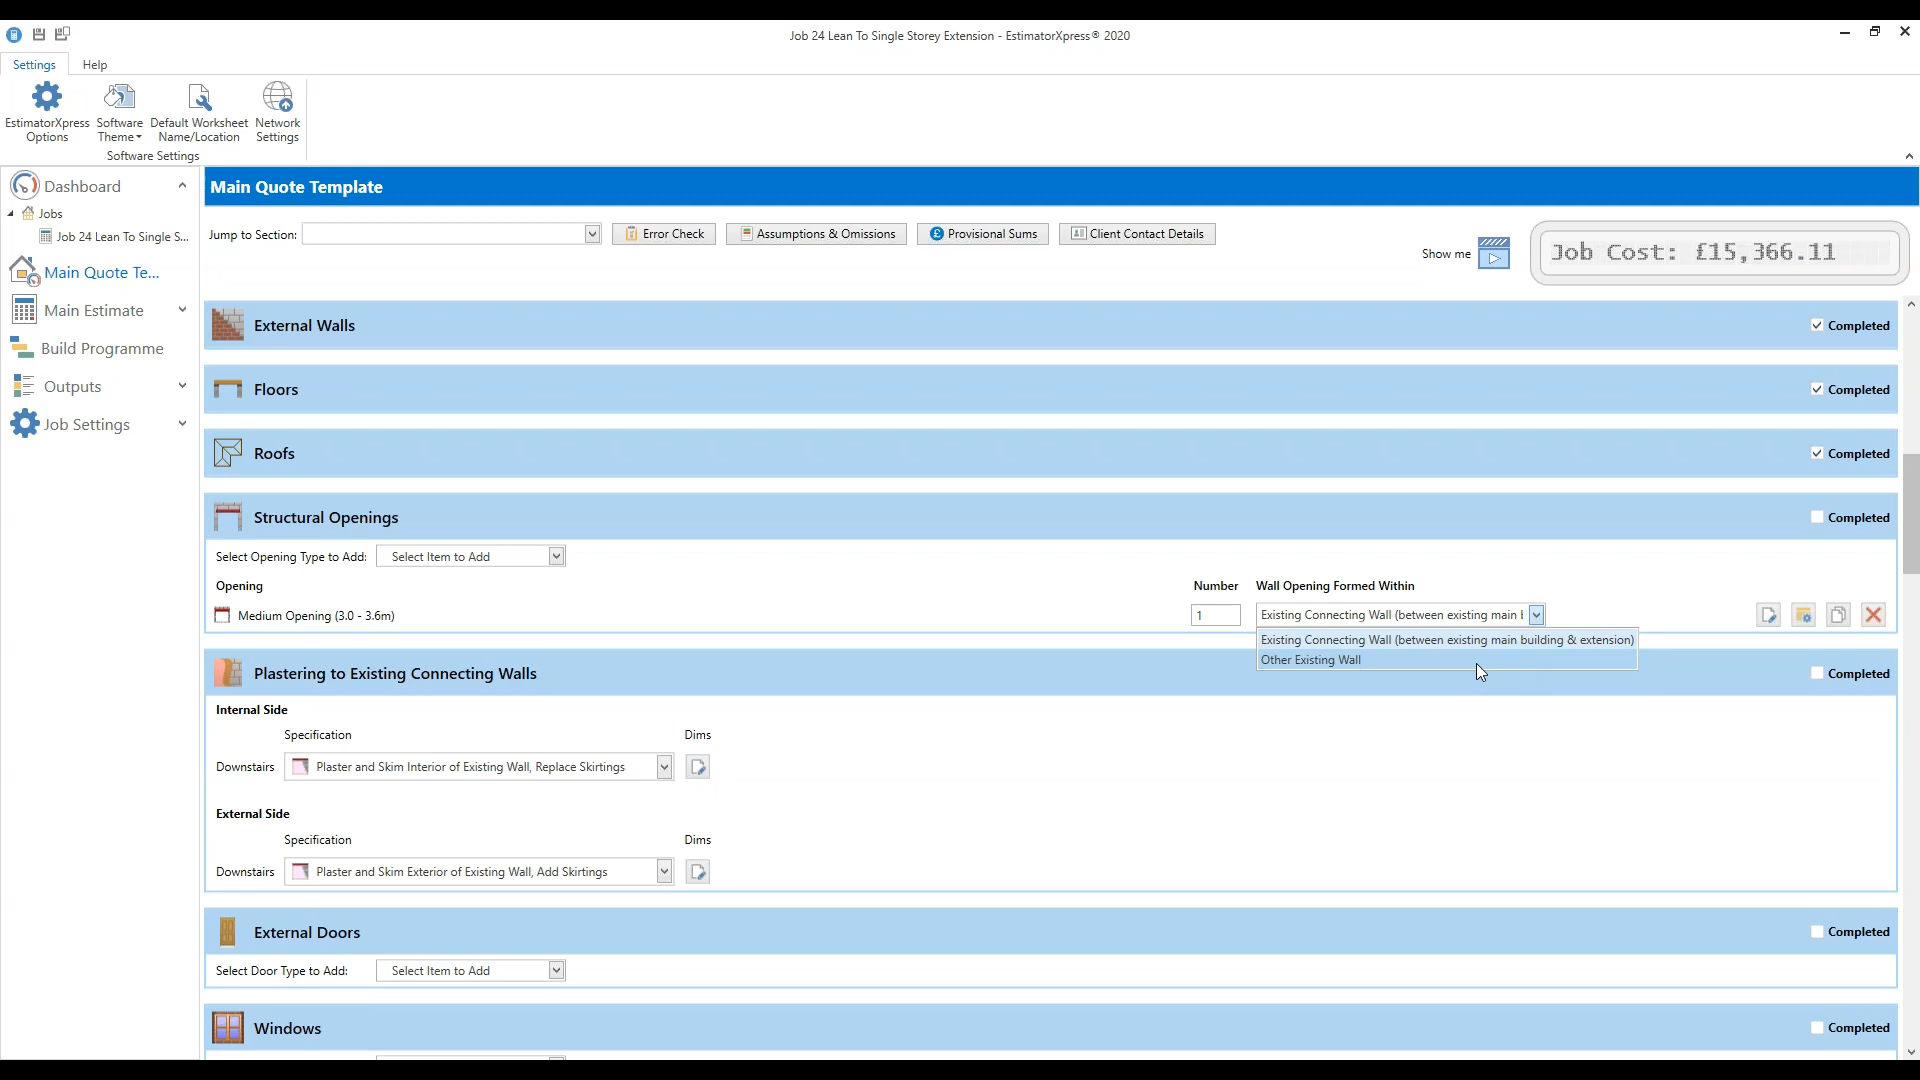 Job 24 Lean To Single Storey Extension - EstimatorXpress® 2020
Settings
Help
EstimatorXpress Options
Software Theme
Default Worksheet Name/Location
Network Settings
Software Settings
Dashboard
Jobs
Job 24 Lean To Single S...
Main Quote Te...
Main Estimate
Build Programme
Outputs
Job Settings
Main Quote Template
Jump to Section:
Error Check
Assumptions & Omissions
Provisional Sums
Client Contact Details
Show me
Job Cost: £15,366.11
External Walls
Completed
Floors
Completed
Roofs
Completed
Structural Openings
Completed
Select Opening Type to Add: Select Item to Add
Opening Number Wall Opening Formed Within
Medium Opening (3.0 - 3.6m) 1 Existing Connecting Wall (between existing main
Existing Connecting Wall (between existing main building & extension)
Other Existing Wall
Plastering to Existing Connecting Walls
Completed
Internal Side
Specification Dims
Downstairs Plaster and Skim Interior of Existing Wall, Replace Skirtings
External Side
Specification Dims
Downstairs Plaster and Skim Exterior of Existing Wall, Add Skirtings
External Doors
Completed
Select Door Type to Add: Select Item to Add
Windows
Completed